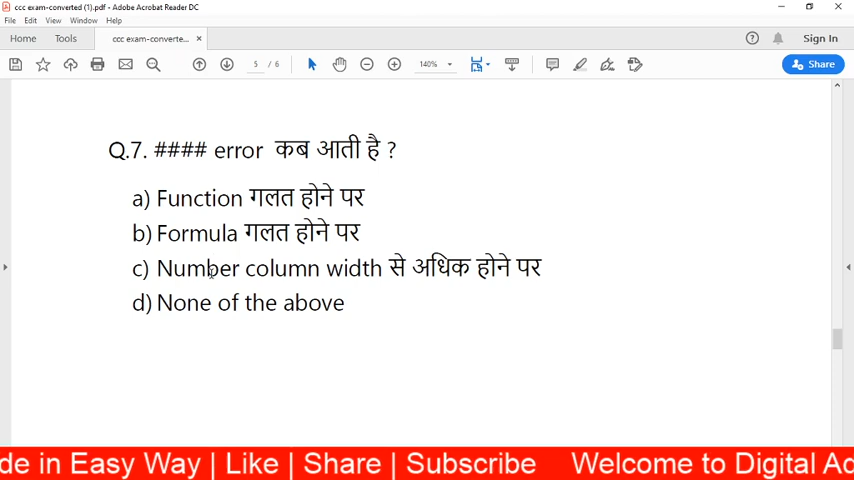 ccc exam-converted (1).pdf - Adobe Acrobat Reader DC
File Edit View Window Help
Home Tools ccc exam-converte... × Sign In
5 / 6 140% Share
Q.7. #### error कब आती है ?
a) Function गलत होने पर
b) Formula गलत होने पर
c) Number column width से अधिक होने पर
d) None of the above
de in Easy Way | Like | Share | Subscribe Welcome to Digital Ad